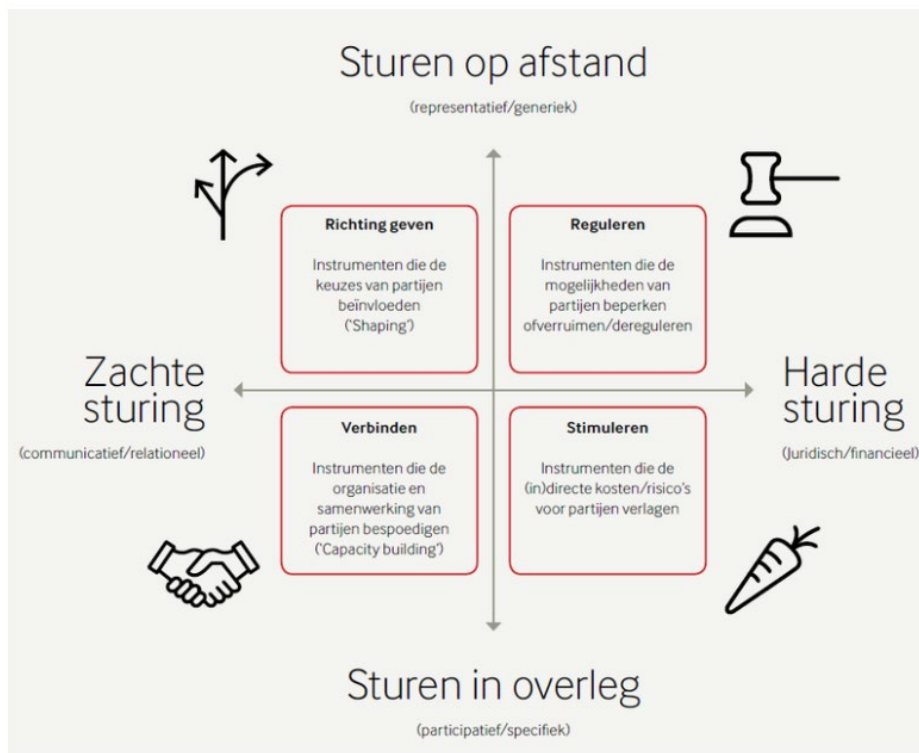 Sturen op afstand
(representatief/generiek)
Richting geven
Instrumenten die de
keuzes van partijen
beïnvloeden
('Shaping')
Reguleren
Instrumenten die de
mogelijkheden van
partijen beperken
ofverruimen/dereguleren
Zachte
sturing
(communicatief/relationeel)
Harde
sturing
(Juridisch/financieel)
Verbinden
Instrumenten die de
organisatie en
samenwerking van
partijen bespoedigen
('Capacity building')
Stimuleren
Instrumenten die de
(in)directe kosten/risico's
voor partijen verlagen
Sturen in overleg
(participatief/specifiek)